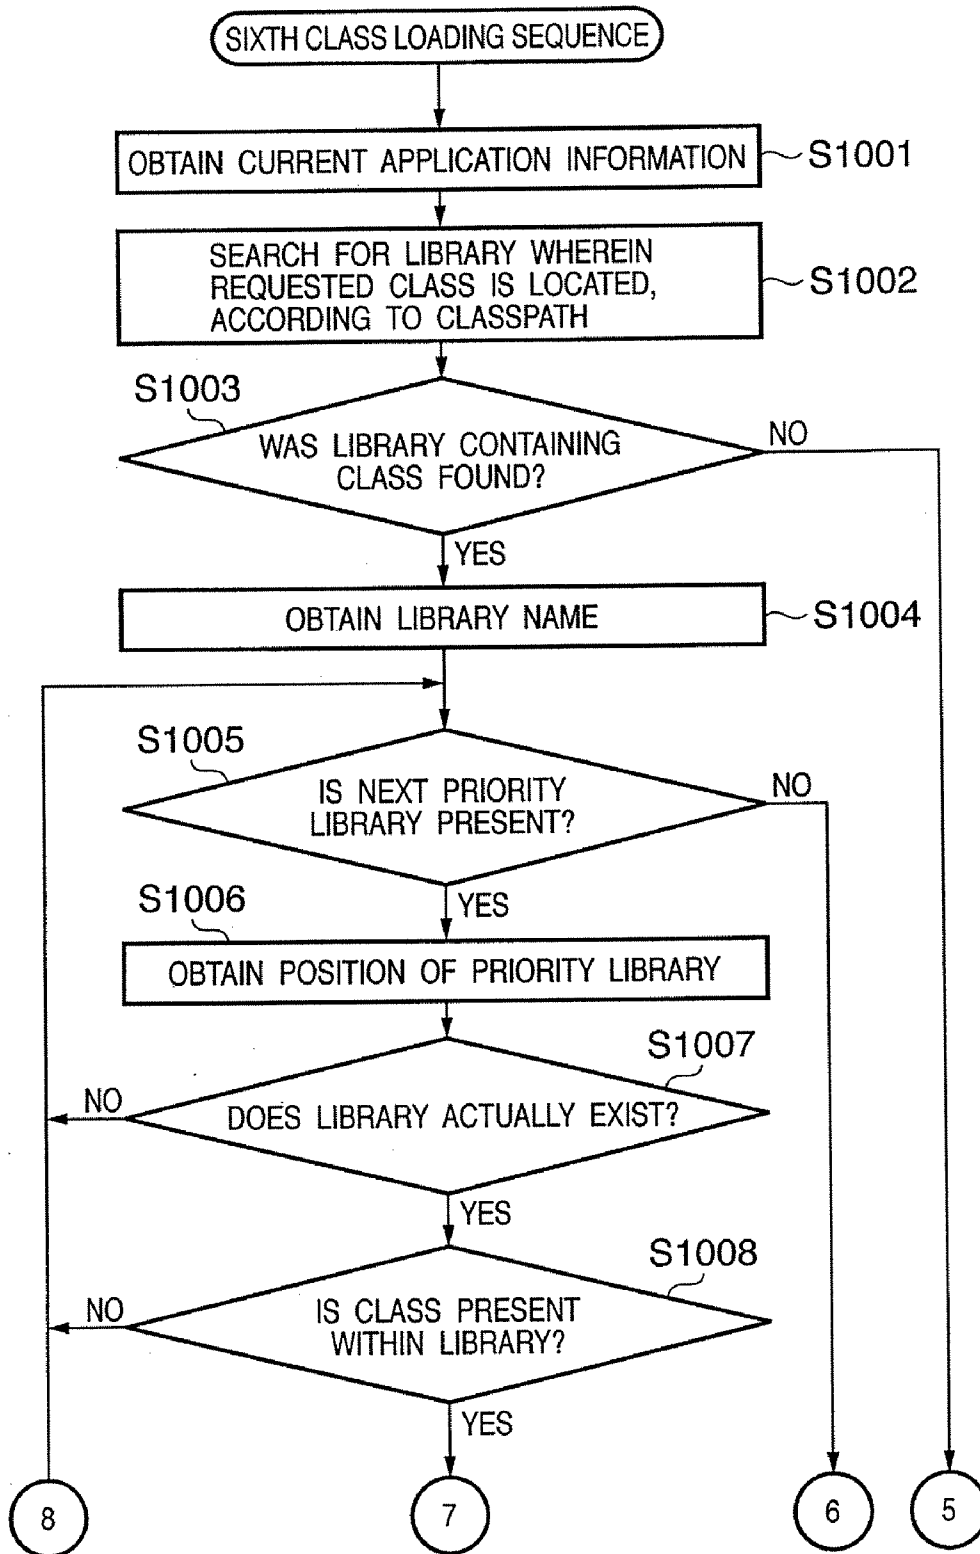 SIXTH CLASS LOADING SEQUENCE
OBTAIN CURRENT APPLICATION INFORMATION
S1001
SEARCH FOR LIBRARY WHEREIN
REQUESTED CLASS IS LOCATED,
ACCORDING TO CLASSPATH
S1002
S1003
WAS LIBRARY CONTAINING
CLASS FOUND?
NO
YES
OBTAIN LIBRARY NAME
S1004
S1005
IS NEXT PRIORITY
LIBRARY PRESENT?
NO
YES
S1006
OBTAIN POSITION OF PRIORITY LIBRARY
S1007
DOES LIBRARY ACTUALLY EXIST?
NO
YES
S1008
IS CLASS PRESENT
WITHIN LIBRARY?
NO
YES
8
7
6
5